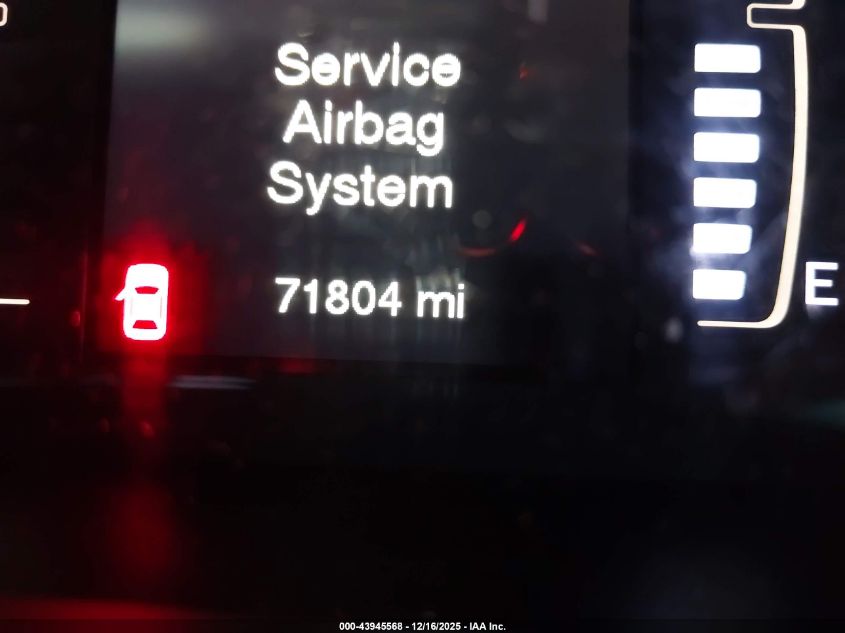 Service
Airbag
System
71804 mi
E
000-43945568 - 12/16/2025 - IAA Inc.